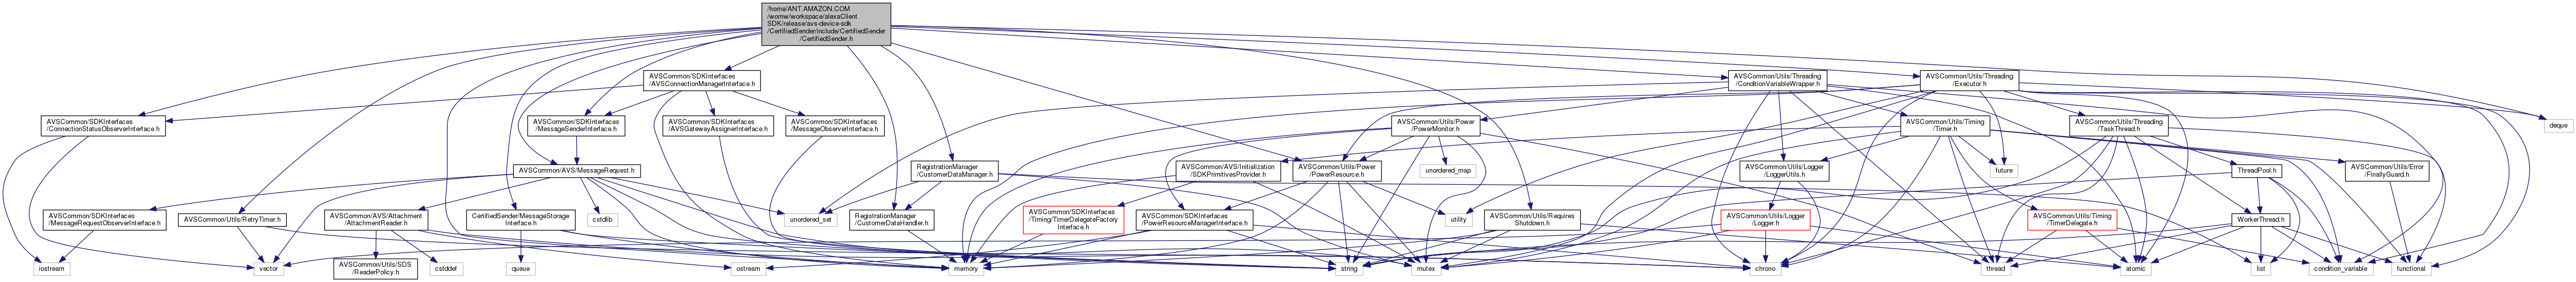 /home/ANT.AMAZON.COM
/womw/workspace/alexaClient
SDK/release/avs-device-sdk
/CertifiedSender/include/CertifiedSender
/CertifiedSender.h
AVSCommon/SDKInterfaces
/AVSConnectionManagerInterface.h
AVSCommon/Utils/Threading
/ConditionVariableWrapper.h
AVSCommon/Utils/Threading
/Executor.h
AVSCommon/SDKInterfaces
/ConnectionStatusObserverInterface.h
AVSCommon/SDKInterfaces
/MessageSenderInterface.h
AVSCommon/SDKInterfaces
/AVSGatewayAssignerInterface.h
AVSCommon/SDKInterfaces
/MessageObserverInterface.h
AVSCommon/Utils/Power
/PowerMonitor.h
AVSCommon/Utils/Timing
/Timer.h
AVSCommon/Utils/Threading
/TaskThread.h
deque
AVSCommon/AVS/MessageRequest.h
RegistrationManager
/CustomerDataManager.h
AVSCommon/AVS/Initialization
/SDKPrimitivesProvider.h
AVSCommon/Utils/Power
/PowerResource.h
unordered_map
AVSCommon/Utils/Logger
/LoggerUtils.h
future
ThreadPool.h
AVSCommon/Utils/Error
/FinallyGuard.h
AVSCommon/SDKInterfaces
/MessageRequestObserverInterface.h
AVSCommon/Utils/RetryTimer.h
AVSCommon/AVS/Attachment
/AttachmentReader.h
CertifiedSender/MessageStorage
Interface.h
cstdlib
unordered_set
RegistrationManager
/CustomerDataHandler.h
AVSCommon/SDKInterfaces
/Timing/TimerDelegateFactory
Interface.h
AVSCommon/SDKInterfaces
/PowerResourceManagerInterface.h
utility
AVSCommon/Utils/Requires
Shutdown.h
AVSCommon/Utils/Logger
/Logger.h
AVSCommon/Utils/Timing
/TimerDelegate.h
WorkerThread.h
iostream
vector
AVSCommon/Utils/SDS
/ReaderPolicy.h
cstddef
queue
ostream
memory
string
mutex
chrono
thread
atomic
list
condition_variable
functional